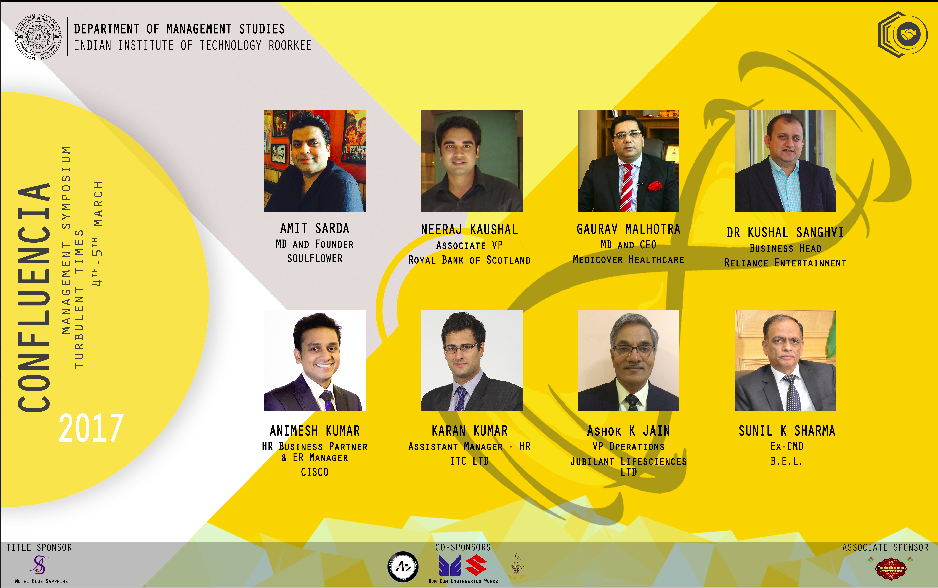 DEPARTMENT OF MANAGEMENT STUDIES
INDIAN INSTITUTE OF TECHNOLOGY ROORKEE
CONFLUENCIA
MANAGEMENT SYMPOSIUM
TURBULENT TIMES
4TH-5TH MARCH
2017
AMIT SARDA
MD AND FOUNDER
SOULFLOWER
NEERAJ KAUSHAL
ASSOCIATE VP
ROYAL BANK OF SCOTLAND
GAURAV MALHOTRA
MD AND CEO
MEDICOVER HEALTHCARE
DR KUSHAL SANGHVI
BUSINESS HEAD
RELIANCE ENTERTAINMENT
ANIMESH KUMAR
HR BUSINESS PARTNER
& ER MANAGER
CISCO
KARAN KUMAR
ASSISTANT MANAGER - HR
ITC LTD
ASHOK K JAIN
VP OPERATIONS
JUBILANT LIFESCIENCES
LTD
SUNIL K SHARMA
EX-CMD
B.E.L.
TITLE SPONSOR
CO-SPONSORS
ASSOCIATE SPONSOR